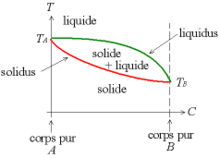 T
liquide
liquidus
T_A
solide
+ liquide
solidus
T_B
solide
C
corps pur
A
corps pur
B